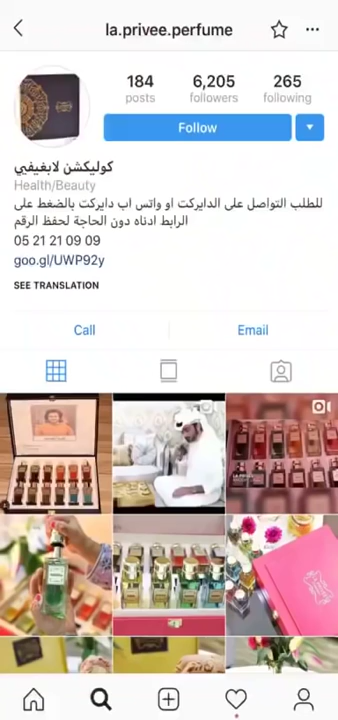 la.privee.perfume
184
6,205
265
posts
followers
following
Follow
كوليكشن لابغيفيي
Health/Beauty
للطلب التواصل على الدايركت او واتس اب دايركت بالضغط على
الرابط ادناه دون الحاجة لحفظ الرقم
05 21 21 09 09
goo.gl/UWP92y
SEE TRANSLATION
Call
Email